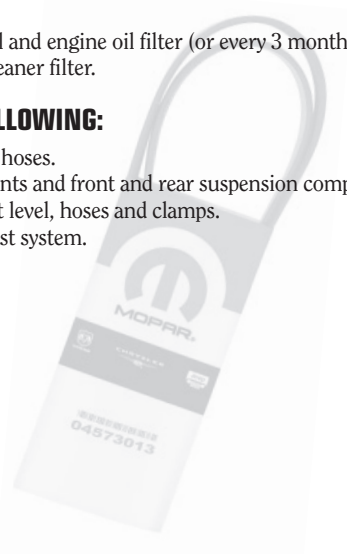 l and engine oil filter (or every 3 month
eaner filter.
LLOWING:
hoses.
nts and front and rear suspension comp
t level, hoses and clamps.
st system.
MOPAR.
CHRYSLER
04573013